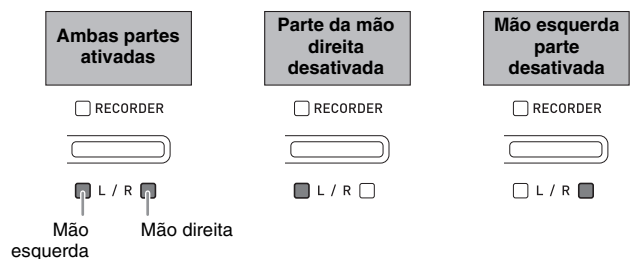 Ambas partes
ativadas
Parte da mão
direita
desativada
Mão esquerda
parte
desativada
RECORDER
RECORDER
RECORDER
L / R
L / R
L / R
Mão
esquerda
Mão direita